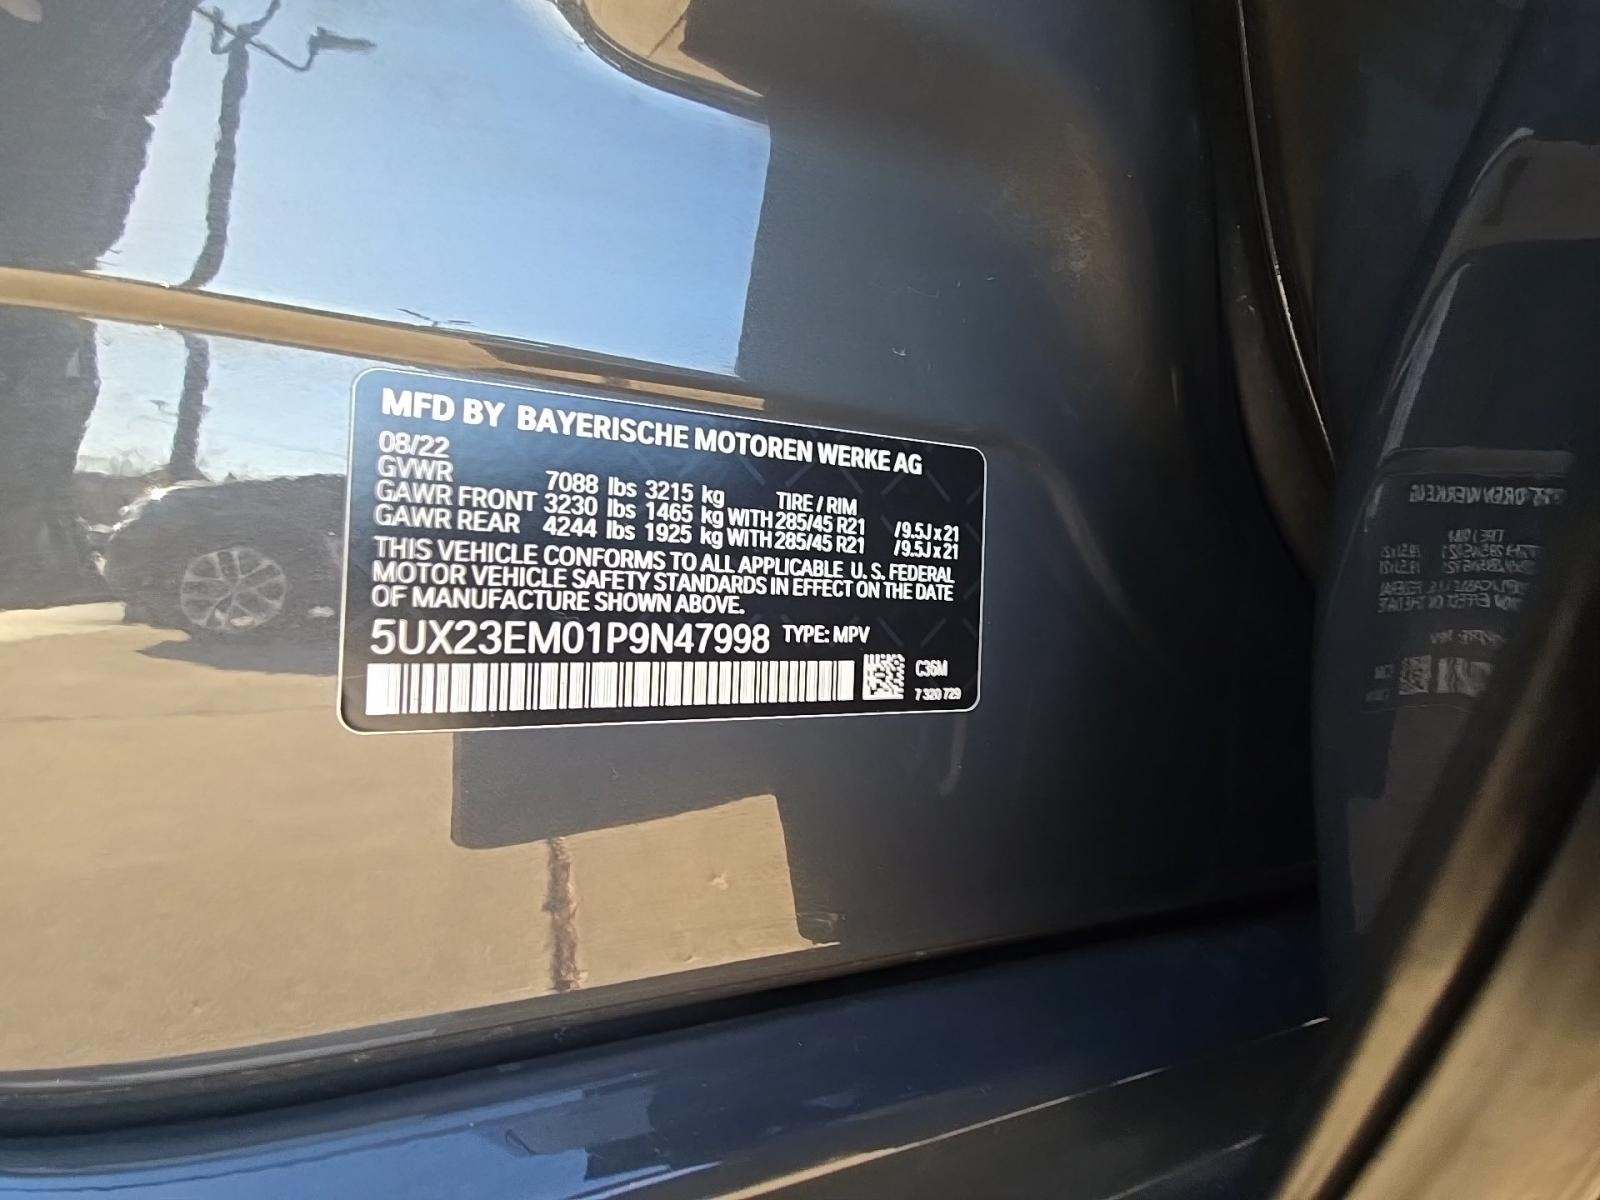 MFD BY BAYERISCHE MOTOREN WERKE AG
08/22
GVWR 7088 lbs 3215 kg TIRE / RIM
GAWR FRONT 3230 lbs 1465 kg WITH 285/45 R21 /9.5J x 21
GAWR REAR 4244 lbs 1925 kg WITH 285/45 R21 /9.5J x 21
THIS VEHICLE CONFORMS TO ALL APPLICABLE U. S. FEDERAL
MOTOR VEHICLE SAFETY STANDARDS IN EFFECT ON THE DATE
OF MANUFACTURE SHOWN ABOVE.
5UX23EM01P9N47998 TYPE: MPV
C36M
7 320 729